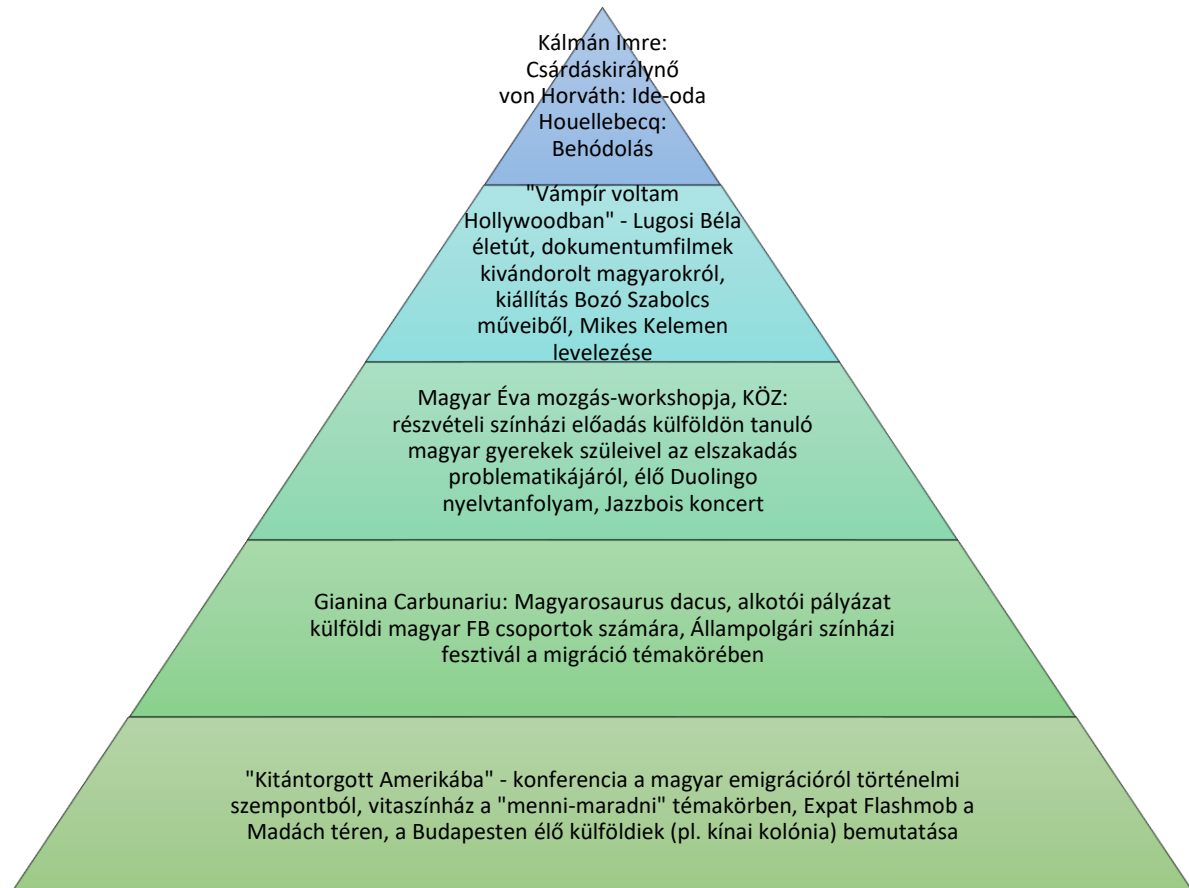 Kálmán Imre:
Csárdáskirálynő
von Horváth: Ide-oda
Houellebecq:
Behódolás
"Vámpír voltam
Hollywoodban" - Lugosi Béla
életút, dokumentumfilmek
kivándorolt magyarokról,
kiállítás Bozó Szabolcs
műveiből, Mikes Kelemen
levelezése
Magyar Éva mozgás-workshopja, KÖZ:
részvételi színházi előadás külföldön tanuló
magyar gyerekek szüleivel az elszakadás
problematikájáról, élő Duolingo
nyelvtanfolyam, Jazzbois koncert
Gianina Carbunariu: Magyarosaurus dacus, alkotói pályázat
külföldi magyar FB csoportok számára, Állampolgári színházi
fesztivál a migráció témakörében
"Kitántorgott Amerikába" - konferencia a magyar emigrációról történelmi
szempontból, vitaszínház a "menni-maradni" témakörben, Expat Flashmob a
Madách téren, a Budapesten élő külföldiek (pl. kínai kolónia) bemutatása